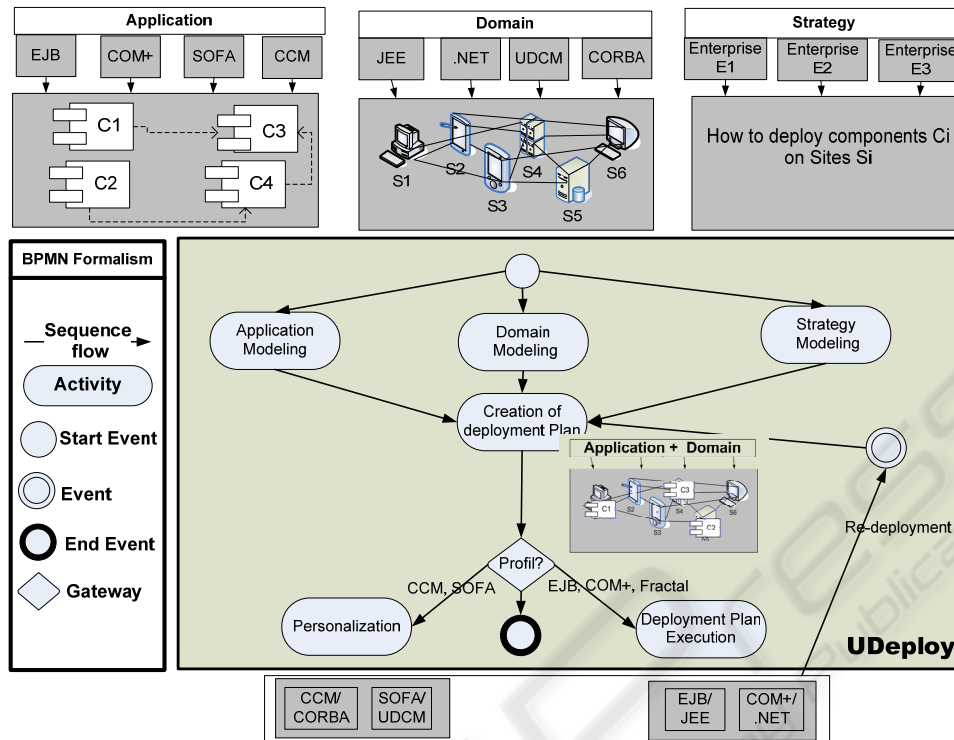 Application
EJB
COM+
SOFA
CCM
C1
C3
C2
C4
Domain
JEE
.NET
UDCM
CORBA
S1
S2
S3
S4
S5
S6
Strategy
Enterprise
E1
Enterprise
E2
Enterprise
E3
How to deploy components Ci
on Sites Si
BPMN Formalism
Sequence
flow
Activity
Start Event
Event
End Event
Gateway
Application
Modeling
Domain
Modeling
Strategy
Modeling
Creation of
deployment Plan
Application + Domain
C1
S2
S3
C3
S4
C2
S5
S6
Re-deployment
Profil?
CCM, SOFA
EJB, COM+, Fractal
Personalization
Deployment Plan
Execution
UDeploy
CCM/
CORBA
SOFA/
UDCM
EJB/
JEE
COM+/
.NET